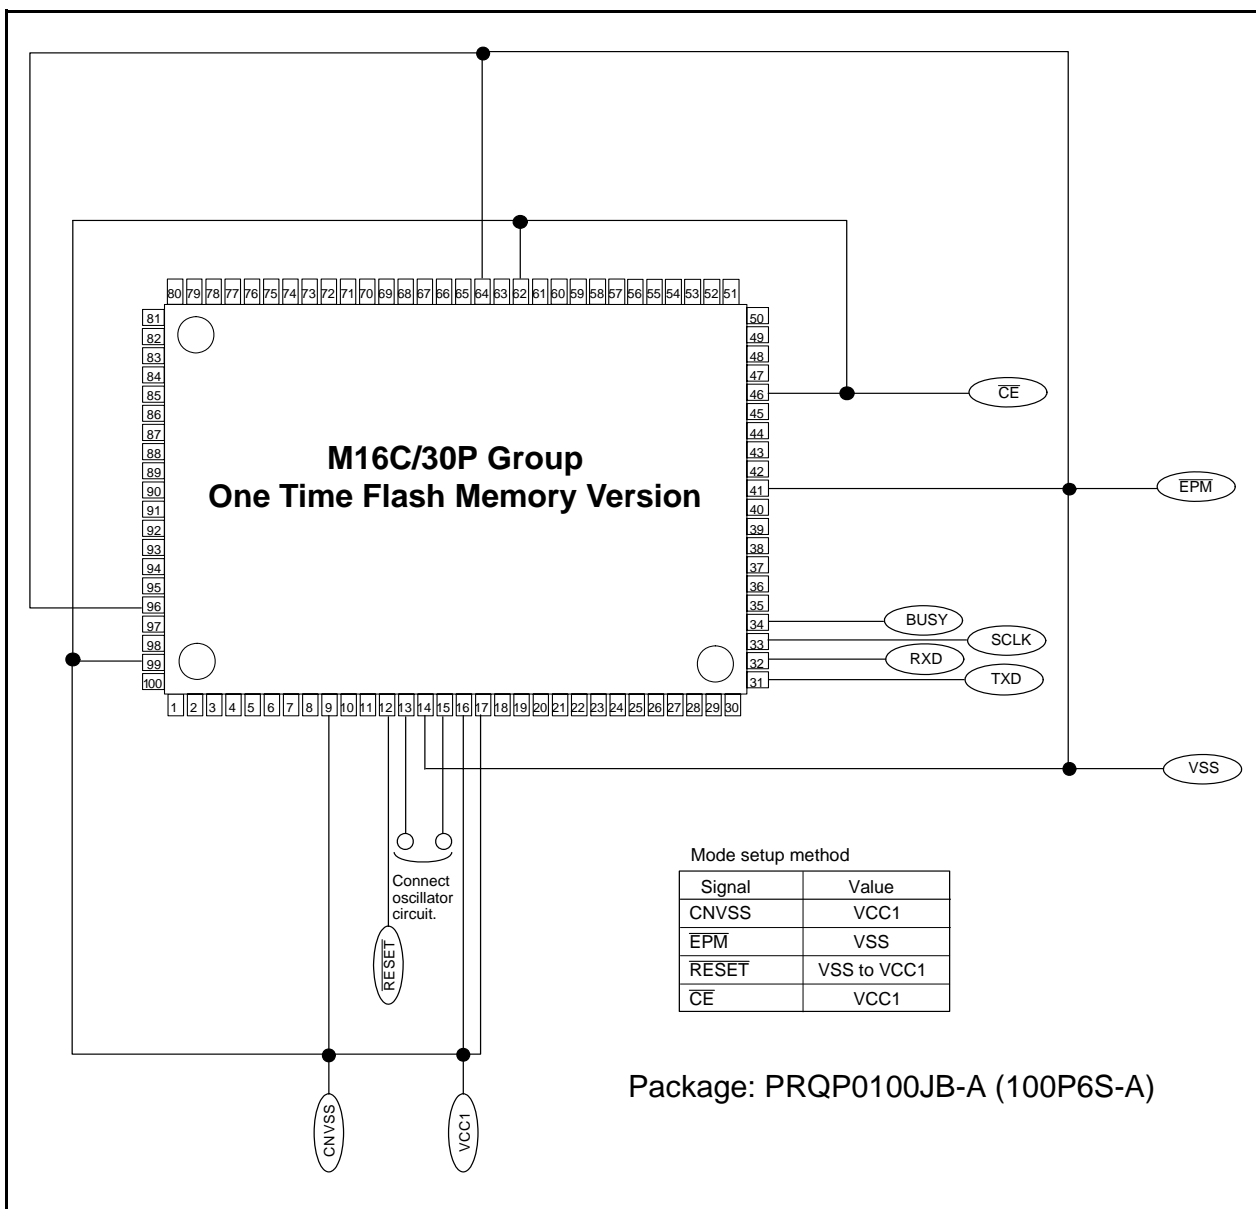 80 79 78 77 76 75 74 73 72 71 70 69 68 67 66 65 64 63 62 61 60 59 58 57 56 55 54 53 52 51
81
82
83
84
85
86
87
88
89
90
91
92
93
94
95
96
97
98
99
100
M16C/30P Group
One Time Flash Memory Version
50
49
48
47
46
45
44
43
42
41
40
39
38
37
36
35
34
33
32
31
CE
EPM
BUSY
SCLK
RXD
TXD
VSS
1 2 3 4 5 6 7 8 9 10 11 12 13 14 15 16 17 18 19 20 21 22 23 24 25 26 27 28 29 30
Connect
oscillator
circuit.
RESET
CNVSS
VCC1
Mode setup method
Signal Value
CNVSS VCC1
EPM VSS
RESET VSS to VCC1
CE VCC1
Package: PRQP0100JB-A (100P6S-A)